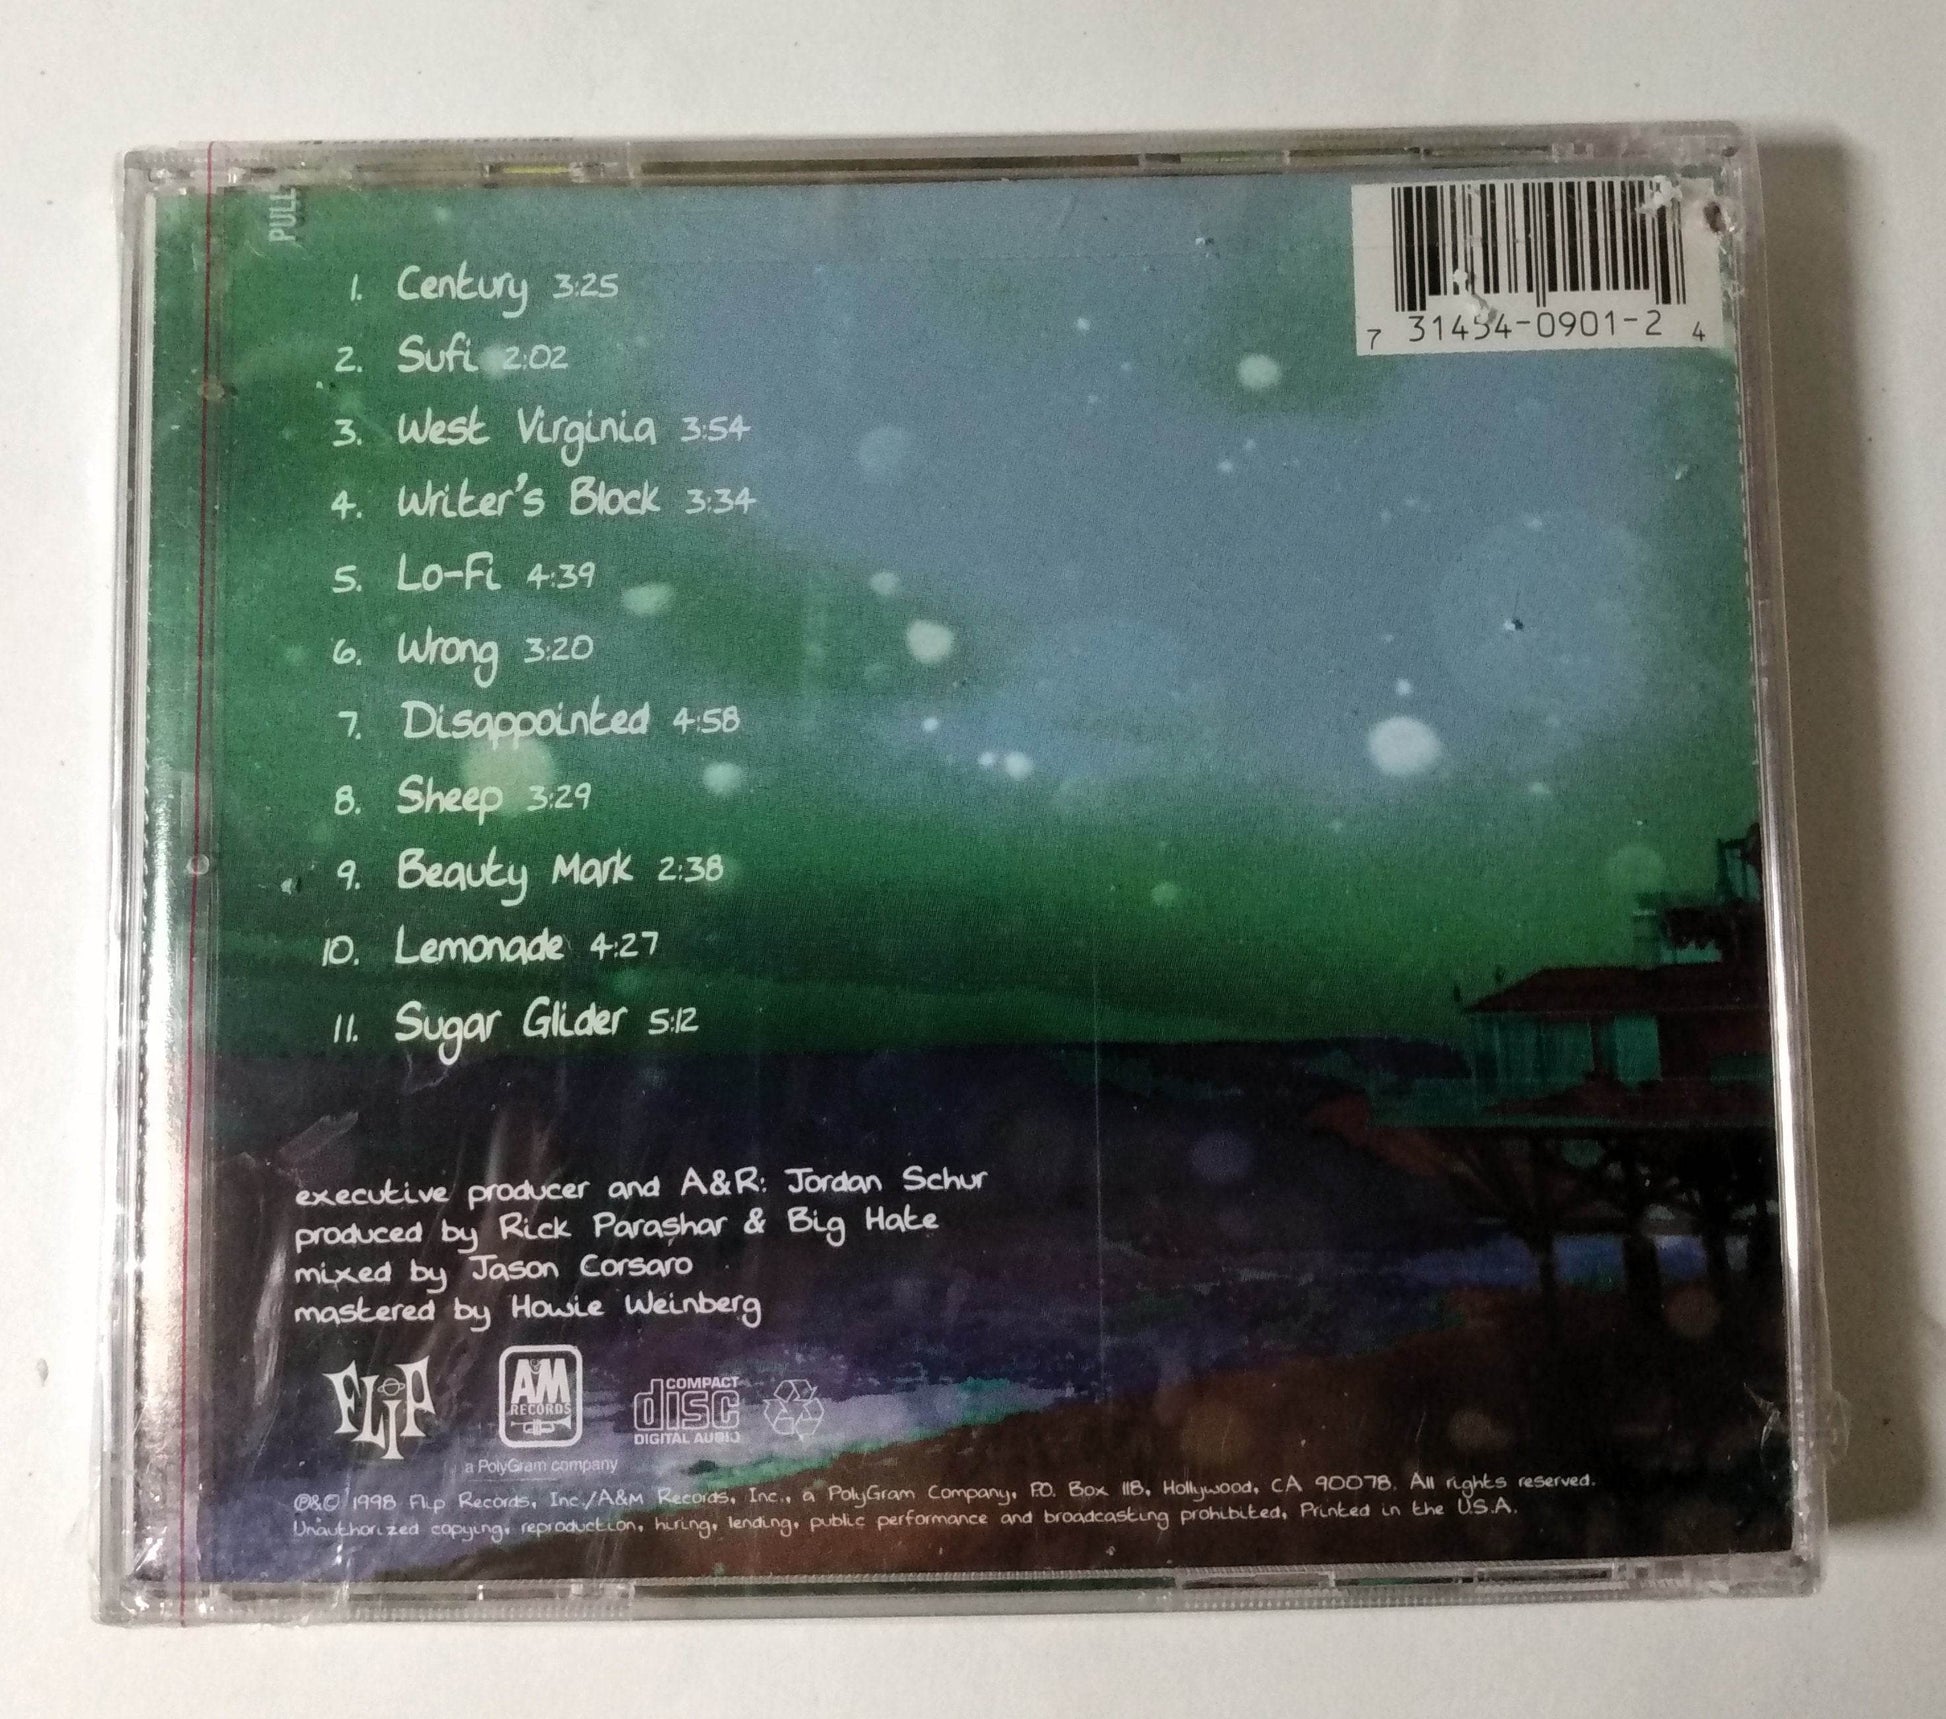 PULL
7 31454-0901-2 4
1. Century 3:25
2. Sufi 2:02
3. West Virginia 3:54
4. Writer's Block 3:34
5. Lo-Fi 4:39
6. Wrong 3:20
7. Disappointed 4:58
8. Sheep 3:29
9. Beauty Mark 2:38
10. Lemonade 4:27
11. Sugar Glider 5:12
executive producer and A&R: Jordan Schur
produced by Rick Parashar & Big Hate
mixed by Jason Corsaro
mastered by Howie Weinberg
FLiP
A&M
RECORDS
COMPACT
disc
DIGITAL AUDIO
a PolyGram company
℗&© 1998 Flip Records, Inc./A&M Records, Inc., a PolyGram Company, P.O. Box 118, Hollywood, CA 90078. All rights reserved.
Unauthorized copying, reproduction, hiring, lending, public performance and broadcasting prohibited, Printed in the U.S.A.